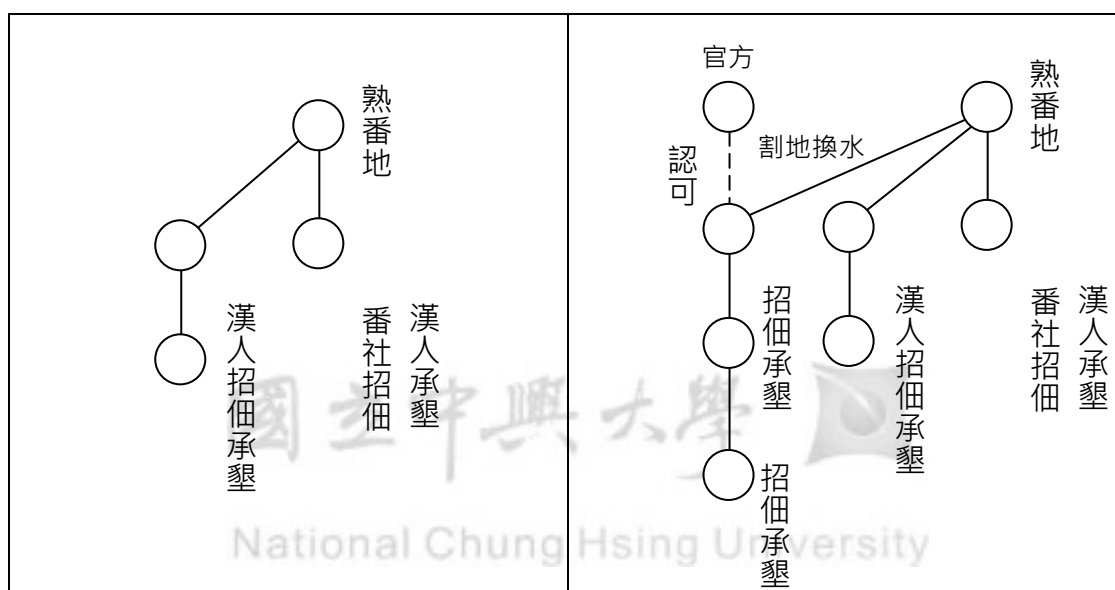 熟番地
漢人招佃承墾
番社招佃
漢人承墾
官方
認可
割地換水
熟番地
招佃承墾
招佃承墾
漢人招佃承墾
番社招佃
漢人承墾
國立中興大學
National Chung Hsing University